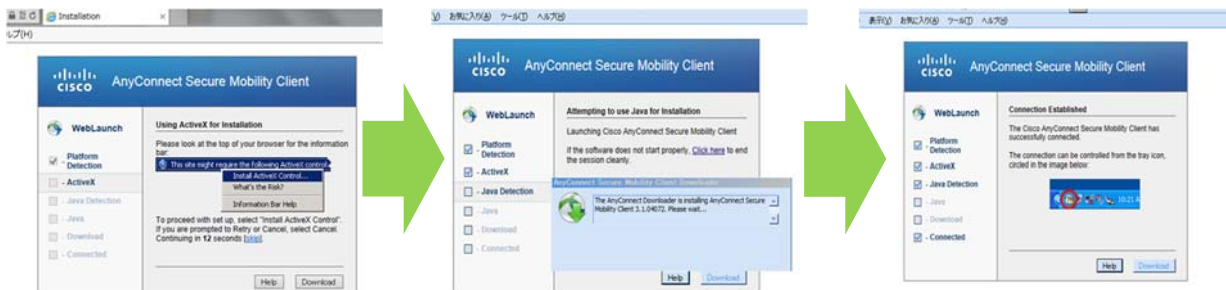 Installation
ルプ(H)
CISCO AnyConnect Secure Mobility Client
WebLaunch
Platform Detection
- ActiveX
- Java Detection
- Java
- Download
- Connected
Using ActiveX for Installation
Please look at the top of your browser for the information
bar:
This site might require the following ActiveX control.
Install ActiveX Control...
What's the Risk?
Information Bar Help
To proceed with set up, select "Install ActiveX Control".
If you are prompted to Retry or Cancel, select Cancel.
Continuing in 12 seconds [skip].
Help Download
お気に入り(A) ツール(T) ヘルプ(H)
CISCO AnyConnect Secure Mobility Client
WebLaunch
Platform
- Detection
- ActiveX
- Java Detection
- Java
- Download
- Connected
Attempting to use Java for Installation
Launching Cisco AnyConnect Secure Mobility Client
If the software does not start properly, Click here to end
the session cleanly.
AnyConnect Secure Mobility Client Downloader
The AnyConnect Downloader is installing AnyConnect Secure
Mobility Client 3.1.04072. Please wait...
Help Download
表示(V) お気に入り(A) ツール(T) ヘルプ(H)
CISCO AnyConnect Secure Mobility Client
WebLaunch
Platform
- Detection
- ActiveX
- Java Detection
- Java
- Download
- Connected
Connection Established
The Cisco AnyConnect Secure Mobility Client has
successfully connected.
The connection can be controlled from the tray icon,
circled in the image below:
10:21 A
Help Download